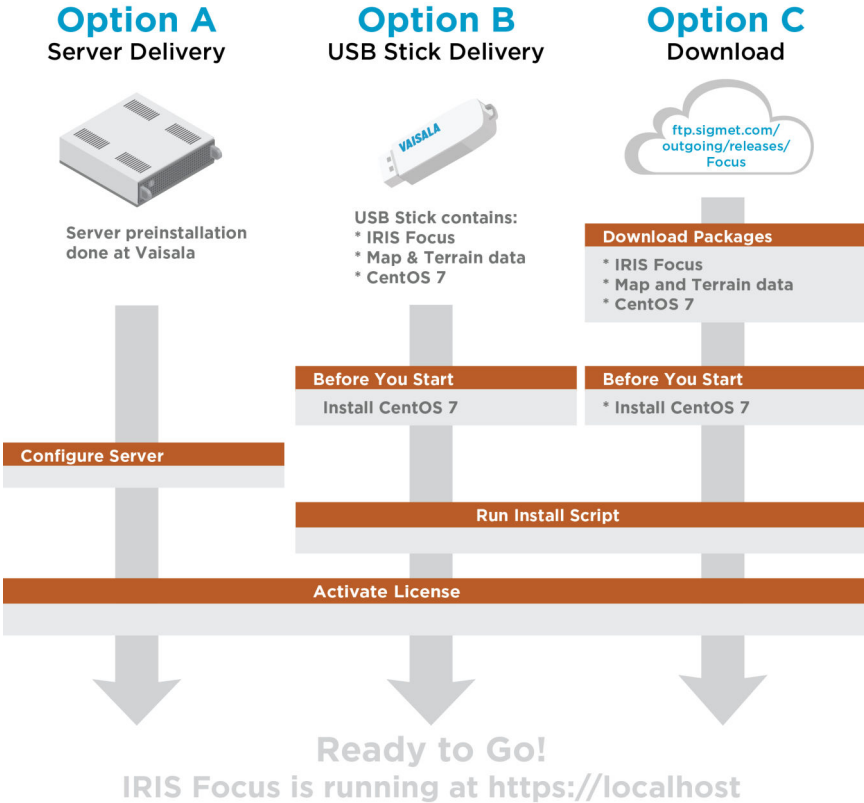 Option A
Server Delivery
Server preinstallation
done at Vaisala
Option B
USB Stick Delivery
VAISALA
USB Stick contains:
* IRIS Focus
* Map & Terrain data
* CentOS 7
Option C
Download
ftp.sigmet.com/
outgoing/releases/
Focus
Download Packages
* IRIS Focus
* Map and Terrain data
* CentOS 7
Before You Start
Install CentOS 7
Before You Start
* Install CentOS 7
Configure Server
Run Install Script
Activate License
Ready to Go!
IRIS Focus is running at https://localhost